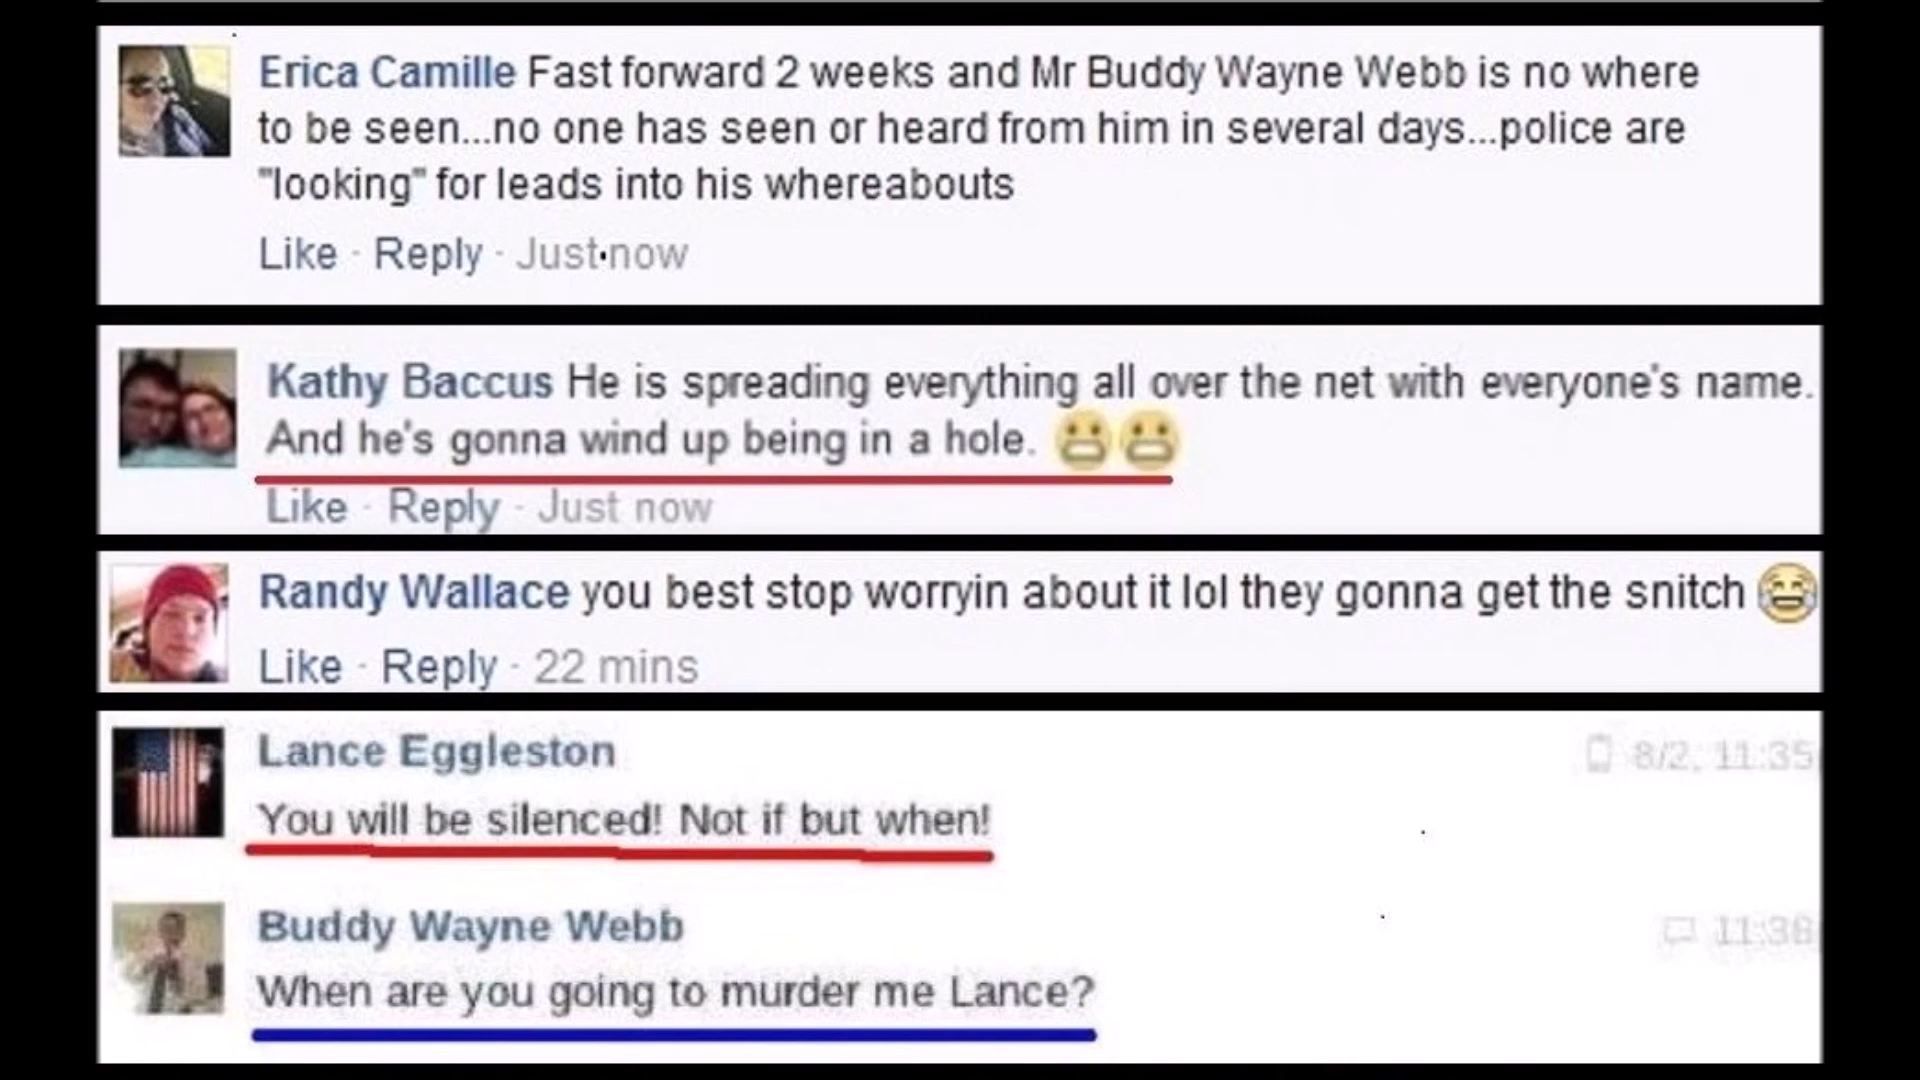 Erica Camille Fast forward 2 weeks and Mr Buddy Wayne Webb is no where
to be seen...no one has seen or heard from him in several days...police are
"looking" for leads into his whereabouts
Like · Reply · Just now
Kathy Baccus He is spreading everything all over the net with everyone's name.
And he's gonna wind up being in a hole. 😬😬
Like · Reply · Just now
Randy Wallace you best stop worryin about it lol they gonna get the snitch 😂
Like · Reply · 22 mins
Lance Eggleston 8/2, 11:35
You will be silenced! Not if but when!
Buddy Wayne Webb
When are you going to murder me Lance?